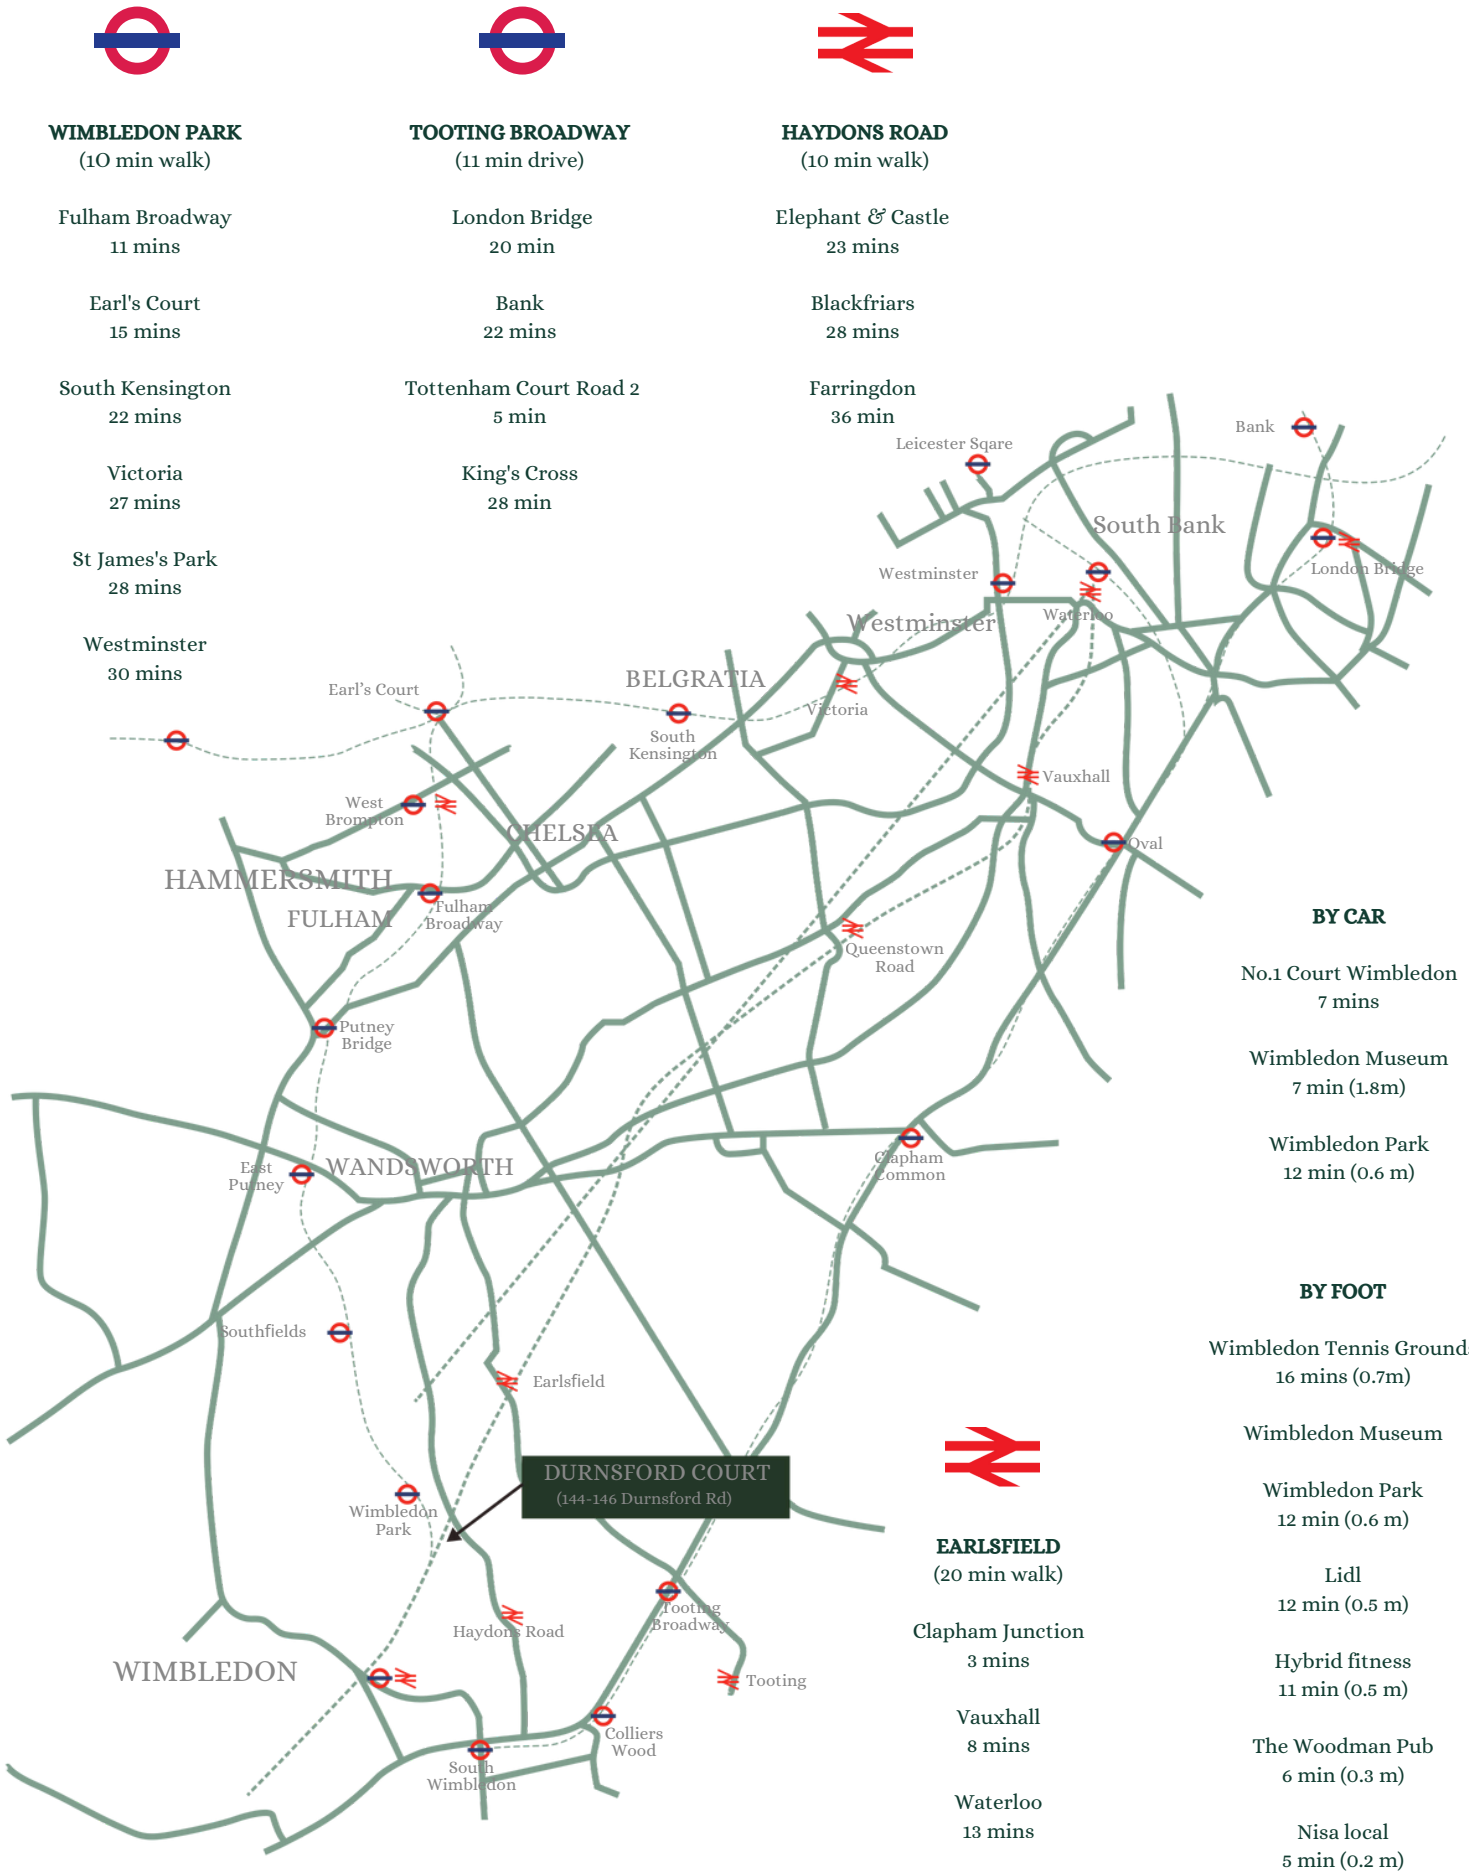 WIMBLEDON PARK
(1O min walk)
Fulham Broadway
11 mins
Earl's Court
15 mins
South Kensington
22 mins
Victoria
27 mins
St James's Park
28 mins
Westminster
30 mins
TOOTING BROADWAY
(11 min drive)
London Bridge
20 min
Bank
22 mins
Tottenham Court Road 2
5 min
King's Cross
28 min
HAYDONS ROAD
(10 min walk)
Elephant & Castle
23 mins
Blackfriars
28 mins
Farringdon
36 min
Leicester Sqare
Bank
South Bank
London Bridge
Westminster
Waterloo
Westminster
BELGRATIA
Earl's Court
Victoria
South
Kensington
Vauxhall
West
Brompton
CHELSEA
Oval
HAMMERSMITH
FULHAM
Fulham
Broadway
Queenstown
Road
Putney
Bridge
East
Putney
WANDSWORTH
Clapham
Common
Southfields
Earlsfield
DURNSFORD COURT
(144-146 Durnsford Rd)
Wimbledon
Park
Haydons Road
Tooting
Broadway
WIMBLEDON
Tooting
Colliers
Wood
South
Wimbledon
BY CAR
No.1 Court Wimbledon
7 mins
Wimbledon Museum
7 min (1.8m)
Wimbledon Park
12 min (0.6 m)
BY FOOT
Wimbledon Tennis Ground
16 mins (0.7m)
Wimbledon Museum
Wimbledon Park
12 min (0.6 m)
Lidl
12 min (0.5 m)
Hybrid fitness
11 min (0.5 m)
The Woodman Pub
6 min (0.3 m)
Nisa local
5 min (0.2 m)
EARLSFIELD
(20 min walk)
Clapham Junction
3 mins
Vauxhall
8 mins
Waterloo
13 mins